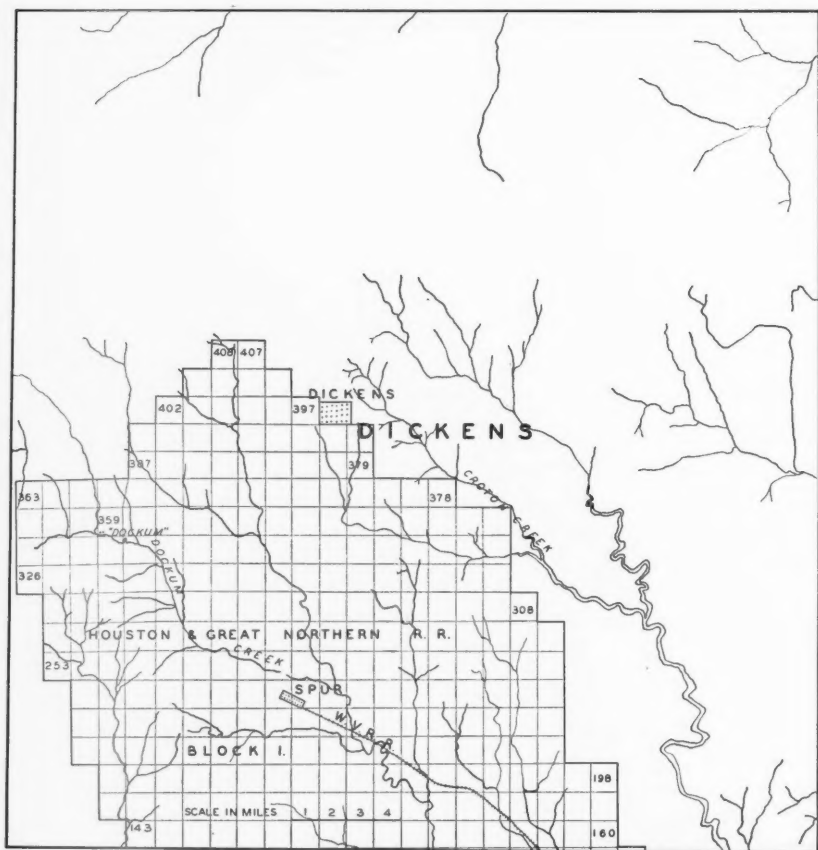 408 407
DICKENS
402
397
DICKENS
387
379
363
378
359
"DOCKUM"
CROTON CREEK
DOCKUM
326
308
HOUSTON & GREAT NORTHERN R. R.
CREEK
253
SPUR
W. V. R. R.
BLOCK 1.
198
SCALE IN MILES 1 2 3 4
143
160